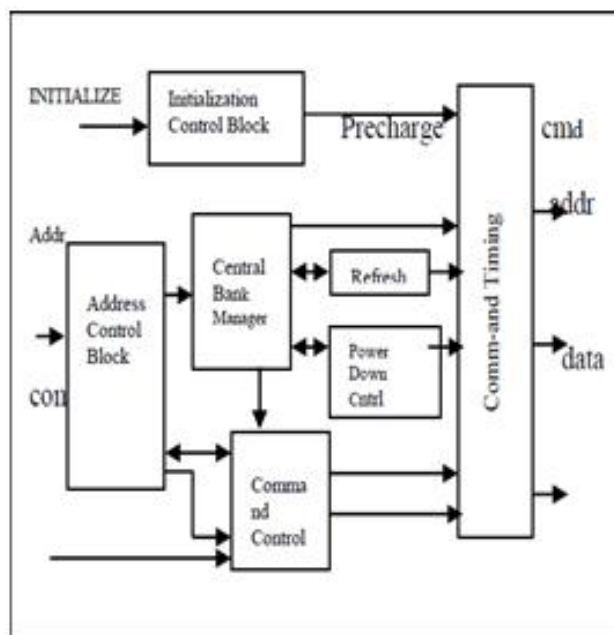 INITIALIZE
Initialization
Control Block
Precharge
cmd
addr
Addr
Address
Control
Block
Central
Bank
Manager
Refresh
Power
Down
Cntrl
Comm-and Timing
data
con
Comma
nd
Control